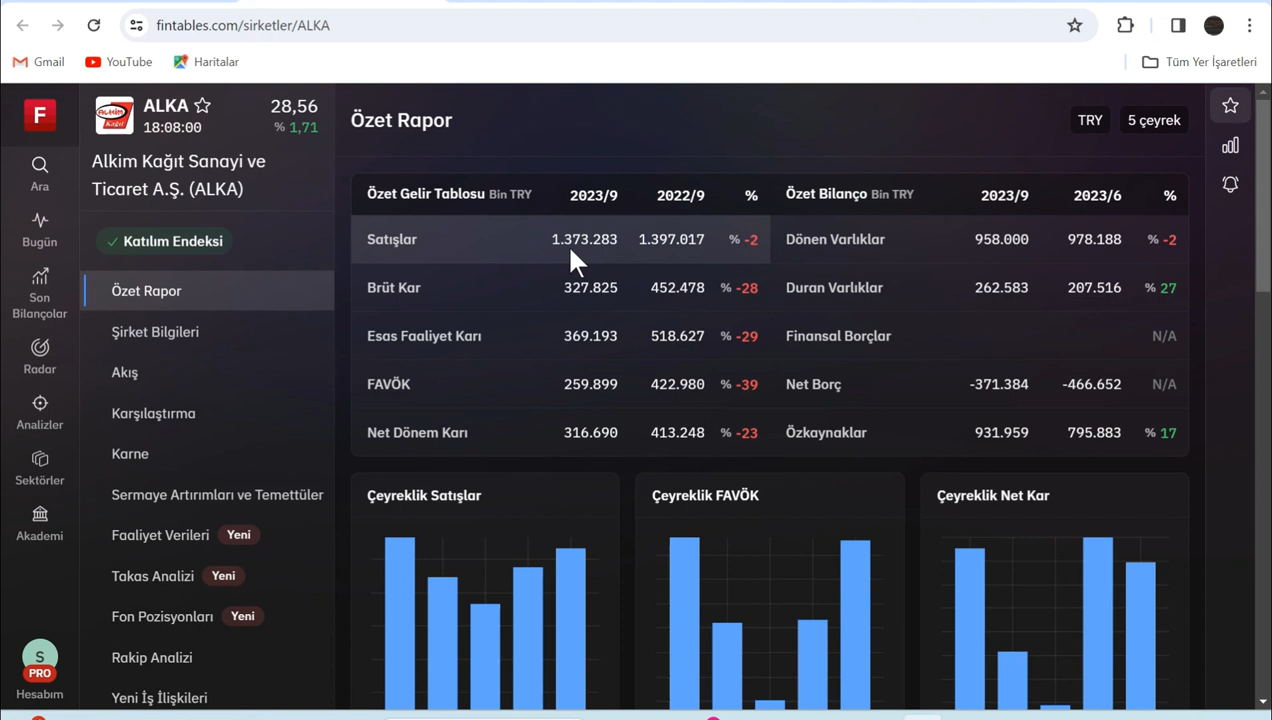 fintables.com/sirketler/ALKA
Gmail YouTube Haritalar Tüm Yer İşaretleri
F
Ara
Bugün
Son
Bilançolar
Radar
Analizler
Sektörler
Akademi
S
PRO
Hesabım
ALKİM
Kağıt
ALKA 28,56
18:08:00 % 1,71
Alkim Kağıt Sanayi ve
Ticaret A.Ş. (ALKA)
Katılım Endeksi
Özet Rapor
Şirket Bilgileri
Akış
Karşılaştırma
Karne
Sermaye Artırımları ve Temettüler
Faaliyet Verileri Yeni
Takas Analizi Yeni
Fon Pozisyonları Yeni
Rakip Analizi
Yeni İş İlişkileri
Özet Rapor TRY 5 çeyrek
Özet Gelir Tablosu Bin TRY 2023/9 2022/9 %
Satışlar 1.373.283 1.397.017 % -2
Brüt Kar 327.825 452.478 % -28
Esas Faaliyet Karı 369.193 518.627 % -29
FAVÖK 259.899 422.980 % -39
Net Dönem Karı 316.690 413.248 % -23
Özet Bilanço Bin TRY 2023/9 2023/6 %
Dönen Varlıklar 958.000 978.188 % -2
Duran Varlıklar 262.583 207.516 % 27
Finansal Borçlar N/A
Net Borç -371.384 -466.652 N/A
Özkaynaklar 931.959 795.883 % 17
Çeyreklik Satışlar
Çeyreklik FAVÖK
Çeyreklik Net Kar